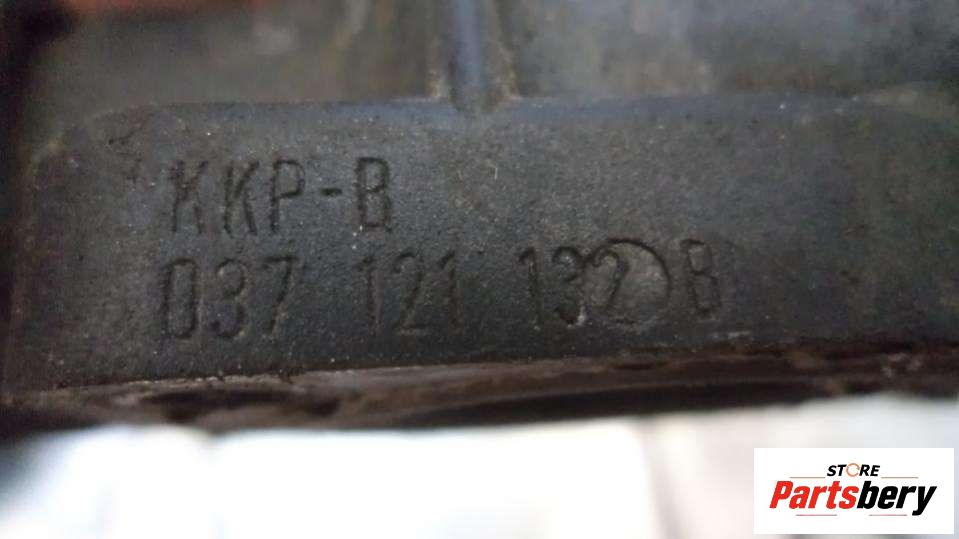 KKP-B
037 121 132 B
STORE
Partsbery